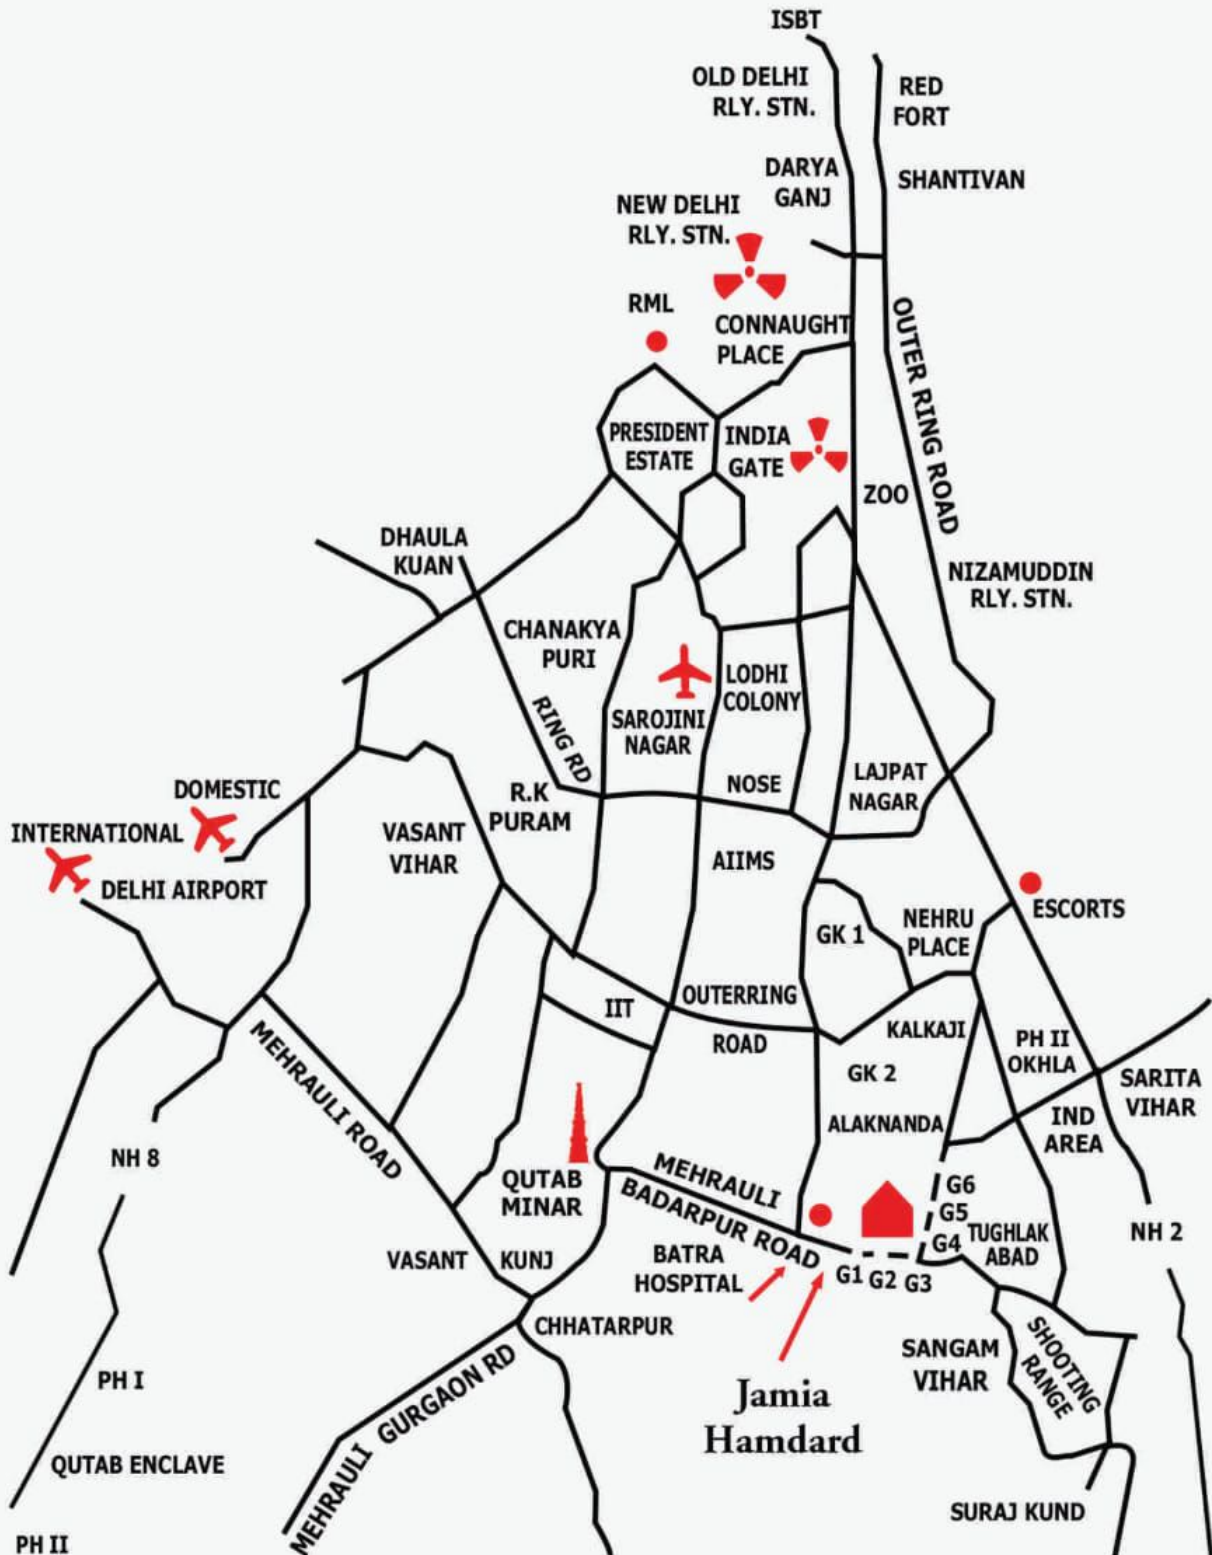 ISBT
OLD DELHI
RLY. STN.
RED
FORT
DARYA
GANJ
SHANTIVAN
NEW DELHI
RLY. STN.
RML
CONNAUGHT
PLACE
OUTER RING ROAD
PRESIDENT
ESTATE
INDIA
GATE
ZOO
DHAULA
KUAN
NIZAMUDDIN
RLY. STN.
CHANAKYA
PURI
LODHI
COLONY
RING RD
SAROJINI
NAGAR
DOMESTIC
R.K
PURAM
NOSE
LAJPAT
NAGAR
INTERNATIONAL
VASANT
VIHAR
DELHI AIRPORT
AIIMS
ESCORTS
GK 1
NEHRU
PLACE
IIT
OUTERRING
ROAD
KALKAJI
PH II
OKHLA
MEHRAULI ROAD
GK 2
SARITA
VIHAR
ALAKNANDA
IND
AREA
NH 8
QUTAB
MINAR
MEHRAULI
BADARPUR ROAD
G6
G5
G4
TUGHLAK
ABAD
NH 2
VASANT
KUNJ
BATRA
HOSPITAL
G1
G2
G3
CHHATARPUR
SANGAM
VIHAR
SHOOTING
RANGE
PH I
MEHRAULI GURGAON RD
Jamia
Hamdard
QUTAB ENCLAVE
SURAJ KUND
PH II